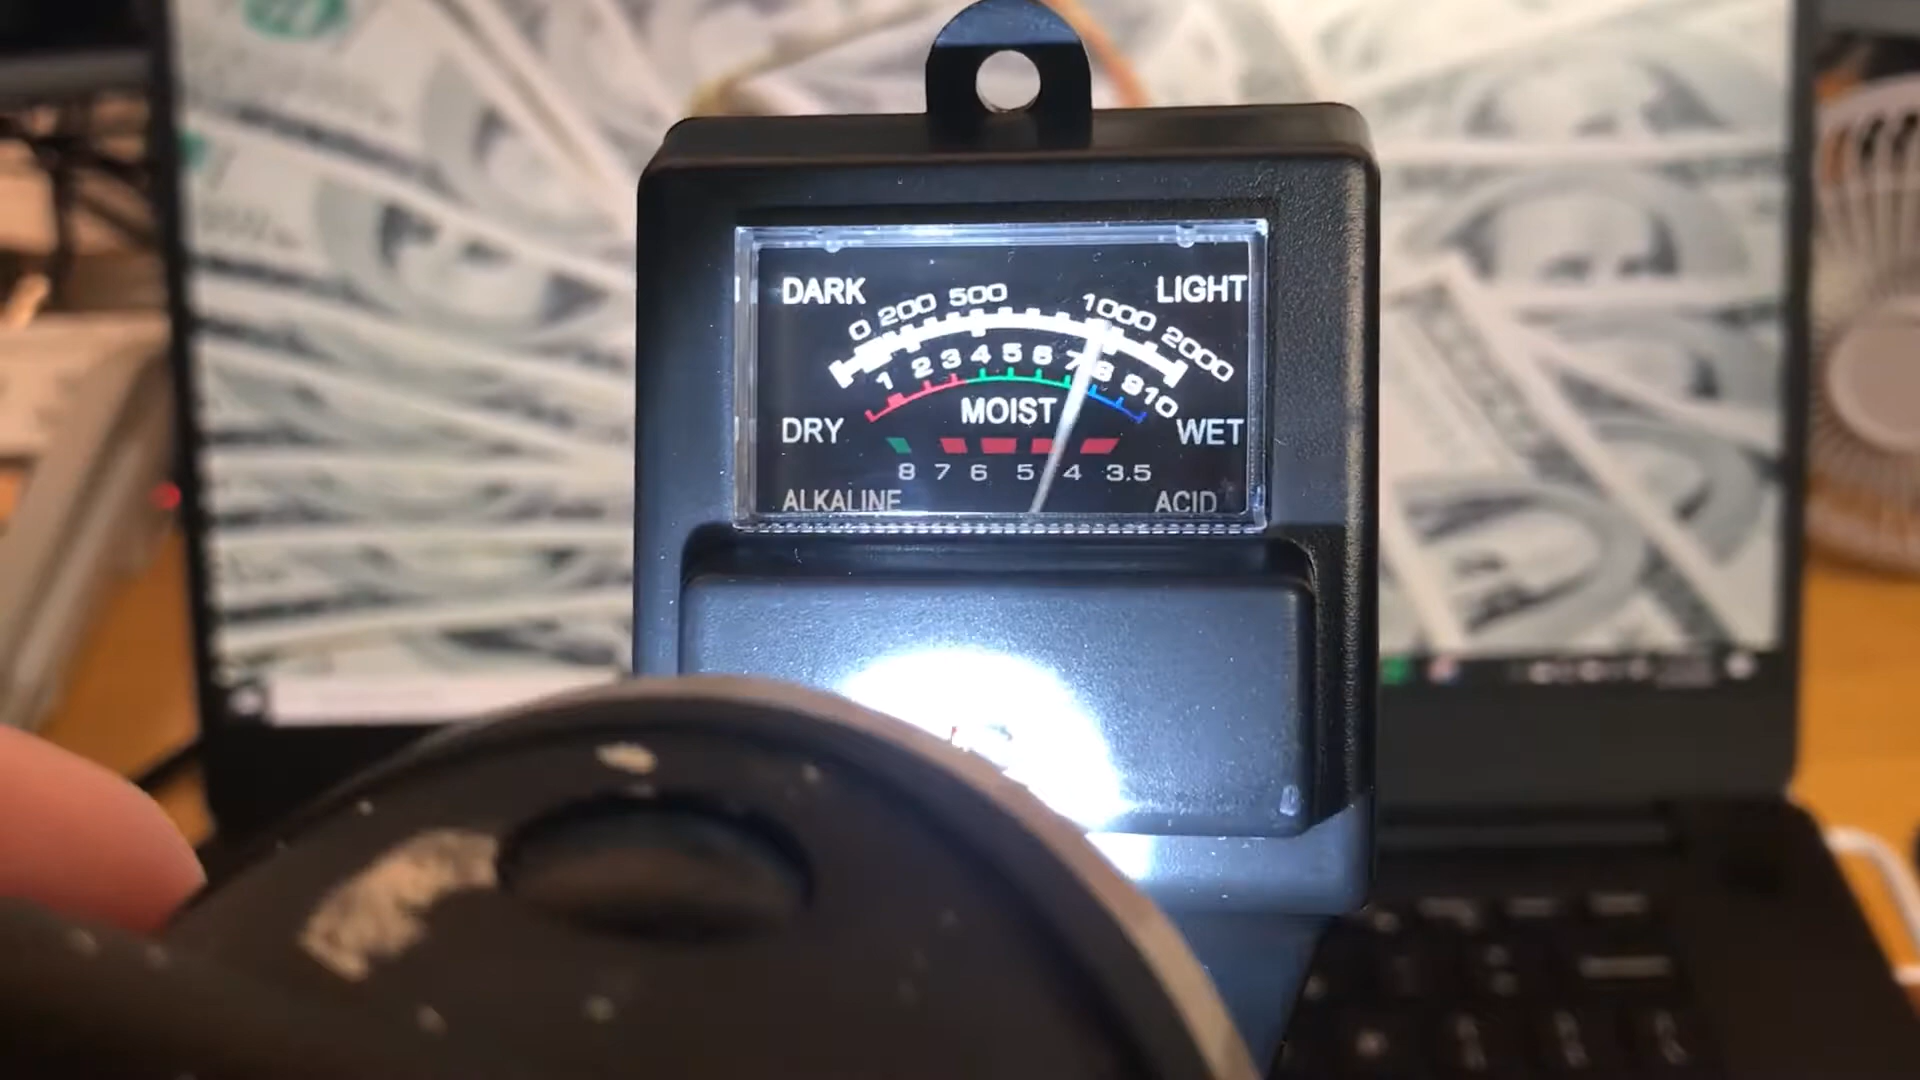 DARK LIGHT
0 200 500 1000 2000
1 2 3 4 5 6 7 8 9 10
MOIST
DRY WET
8 7 6 5 4 3.5
ALKALINE ACID